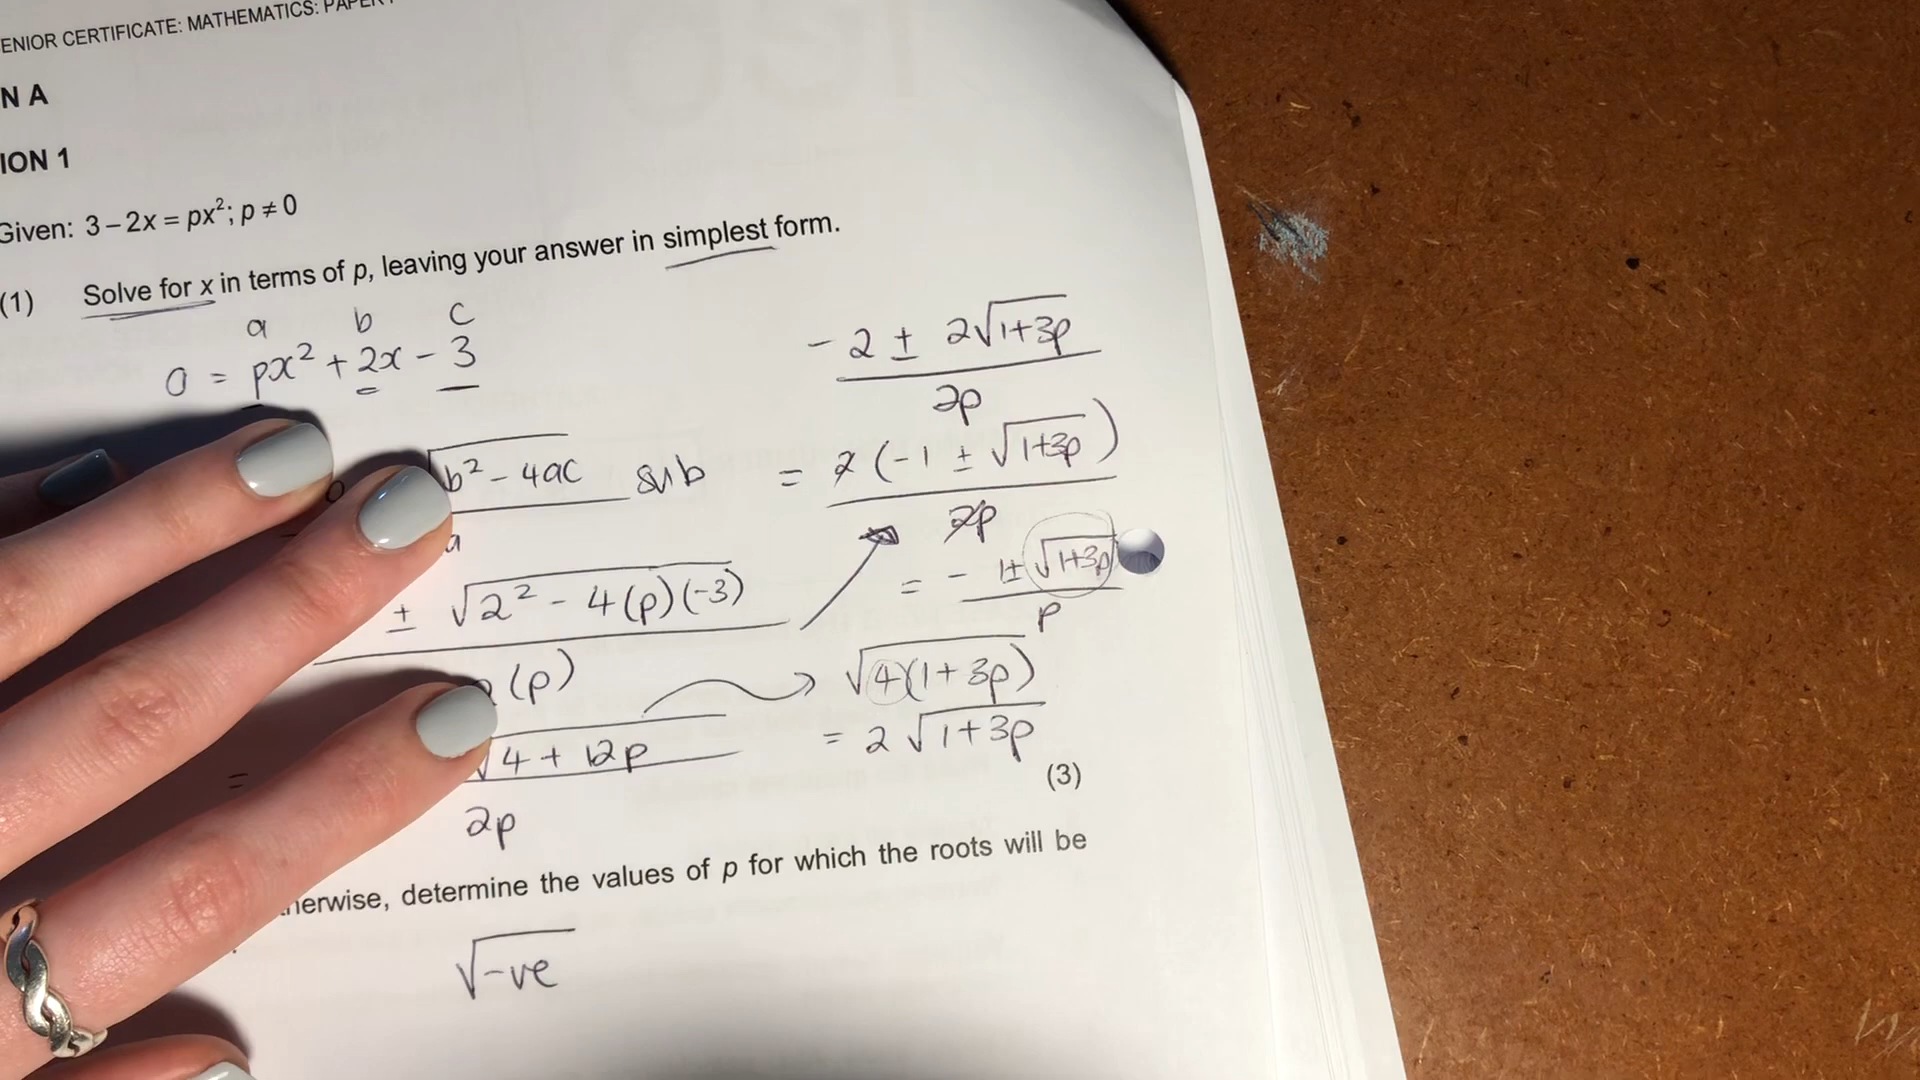 ENIOR CERTIFICATE: MATHEMATICS: PAPER I
N A
ION 1
Given: 3 – 2x = px²; p ≠ 0
(1) Solve for x in terms of p, leaving your answer in simplest form.
a b c
0 = px² + 2x - 3
√b² - 4ac sub
a
± √2² - 4(p)(-3)
(p)
= √4 + 12p
2p
- 2 ± 2√1+3p
2p
= 2(-1 ± √1+3p)
2p
= - 1± √1+3p
p
√4(1+3p)
= 2√1+3p
(3)
herwise, determine the values of p for which the roots will be
√-ve